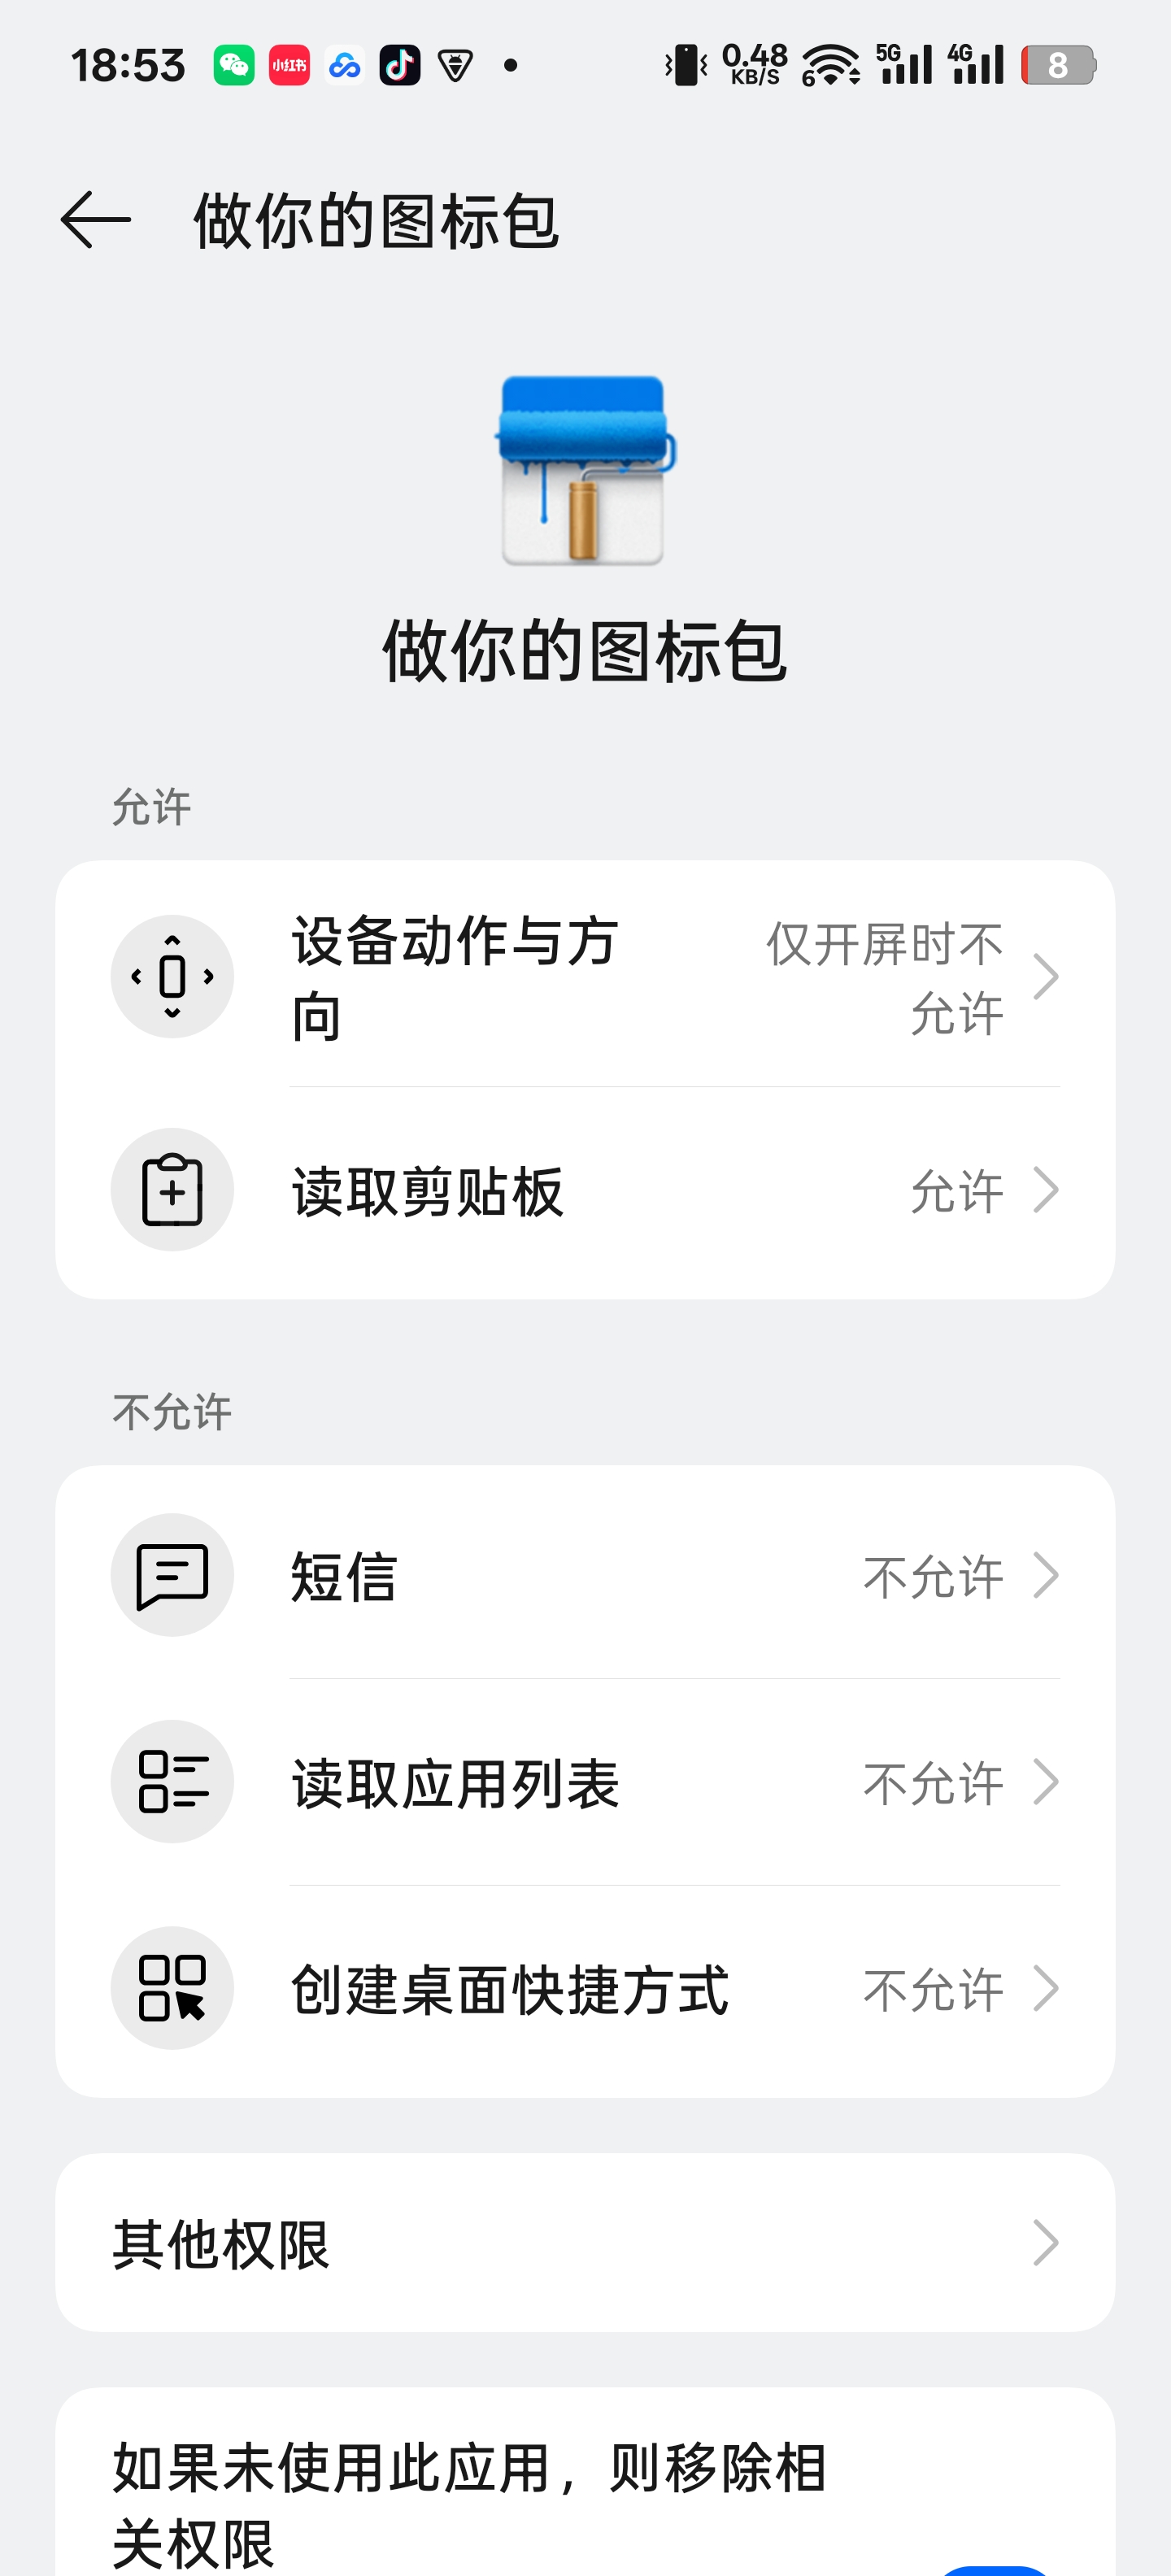 18:53
小红书
0.48
KB/S
6
5G
4G
8
做你的图标包
做你的图标包
允许
设备动作与方
向
仅开屏时不
允许
读取剪贴板
允许
不允许
短信
不允许
读取应用列表
不允许
创建桌面快捷方式
不允许
其他权限
如果未使用此应用，则移除相
关权限